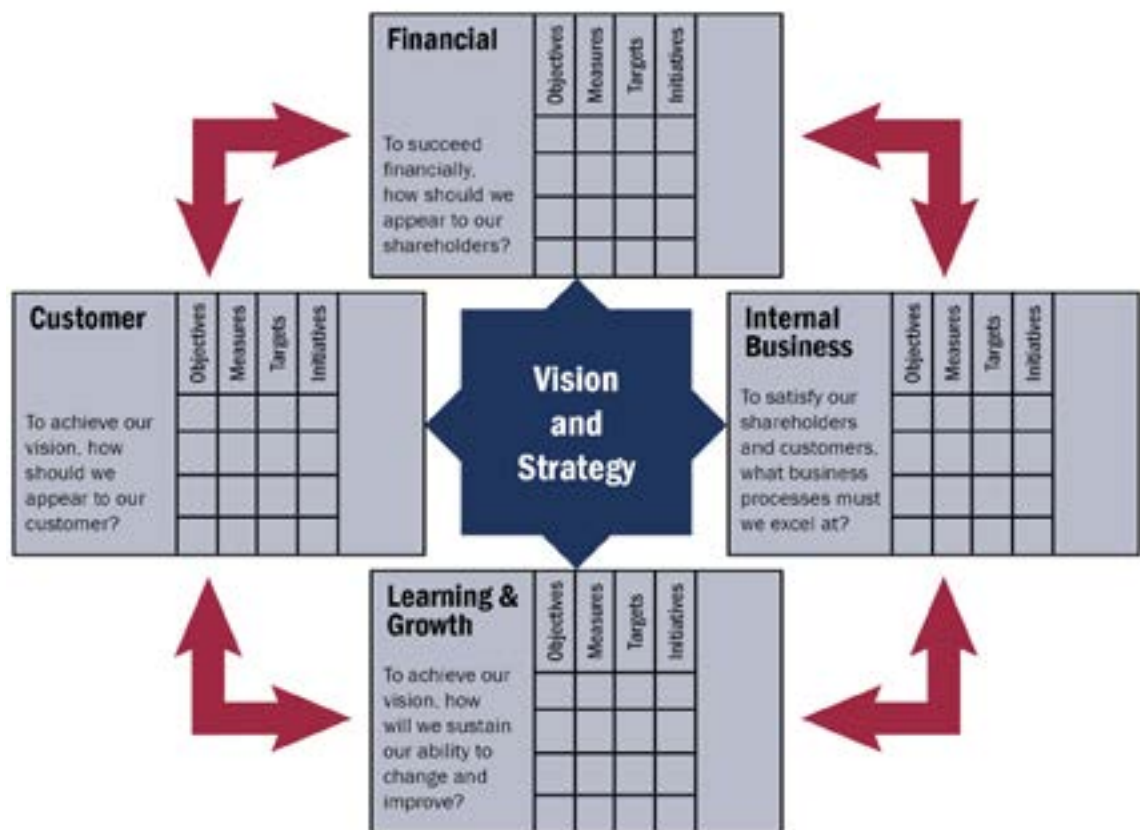 Financial
To succeed
financially,
how should we
appear to our
shareholders?
Objectives
Measures
Targets
Initiatives
Customer
To achieve our
vision, how
should we
appear to our
customer?
Objectives
Measures
Targets
Initiatives
Vision
and
Strategy
Internal
Business
To satisfy our
shareholders
and customers,
what business
processes must
we excel at?
Objectives
Measures
Targets
Initiatives
Learning &
Growth
To achieve our
vision, how
will we sustain
our ability to
change and
improve?
Objectives
Measures
Targets
Initiatives